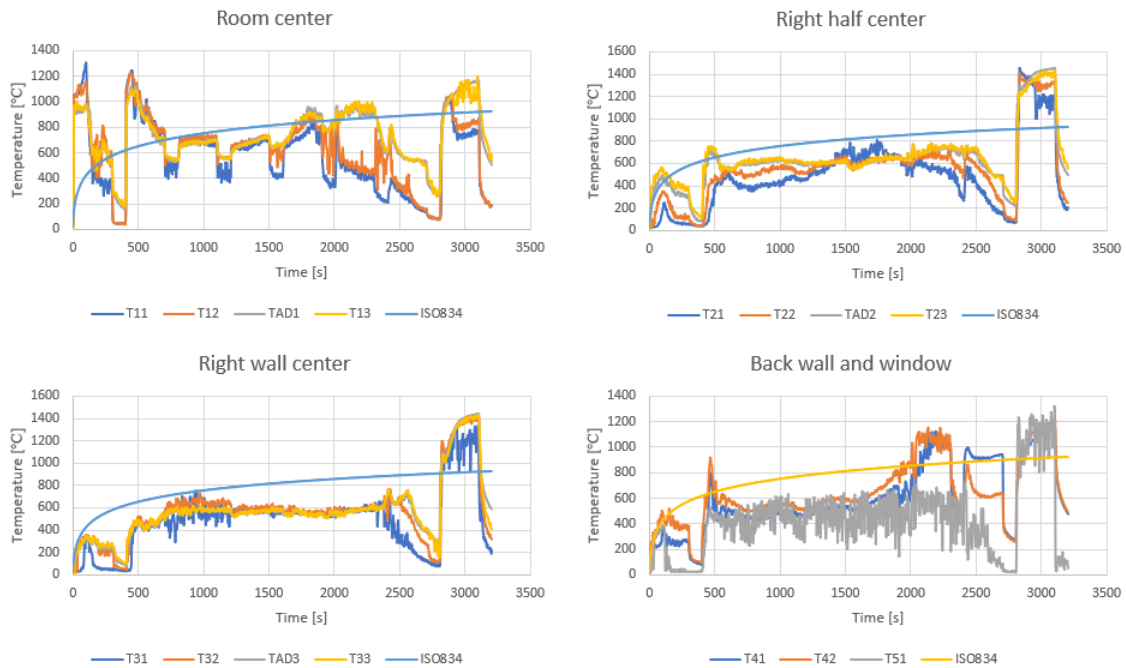 Room center
Temperature [°C]
1400
1200
1000
800
600
400
200
0
0 500 1000 1500 2000 2500 3000 3500
Time [s]
T11 T12 TAD1 T13 ISO834
Right half center
Temperature [°C]
1600
1400
1200
1000
800
600
400
200
0
0 500 1000 1500 2000 2500 3000 3500
Time [s]
T21 T22 TAD2 T23 ISO834
Right wall center
Temperature [°C]
1600
1400
1200
1000
800
600
400
200
0
0 500 1000 1500 2000 2500 3000 3500
Time [s]
T31 T32 TAD3 T33 ISO834
Back wall and window
Temperature [°C]
1400
1200
1000
800
600
400
200
0
0 500 1000 1500 2000 2500 3000 3500
Time [s]
T41 T42 T51 ISO834